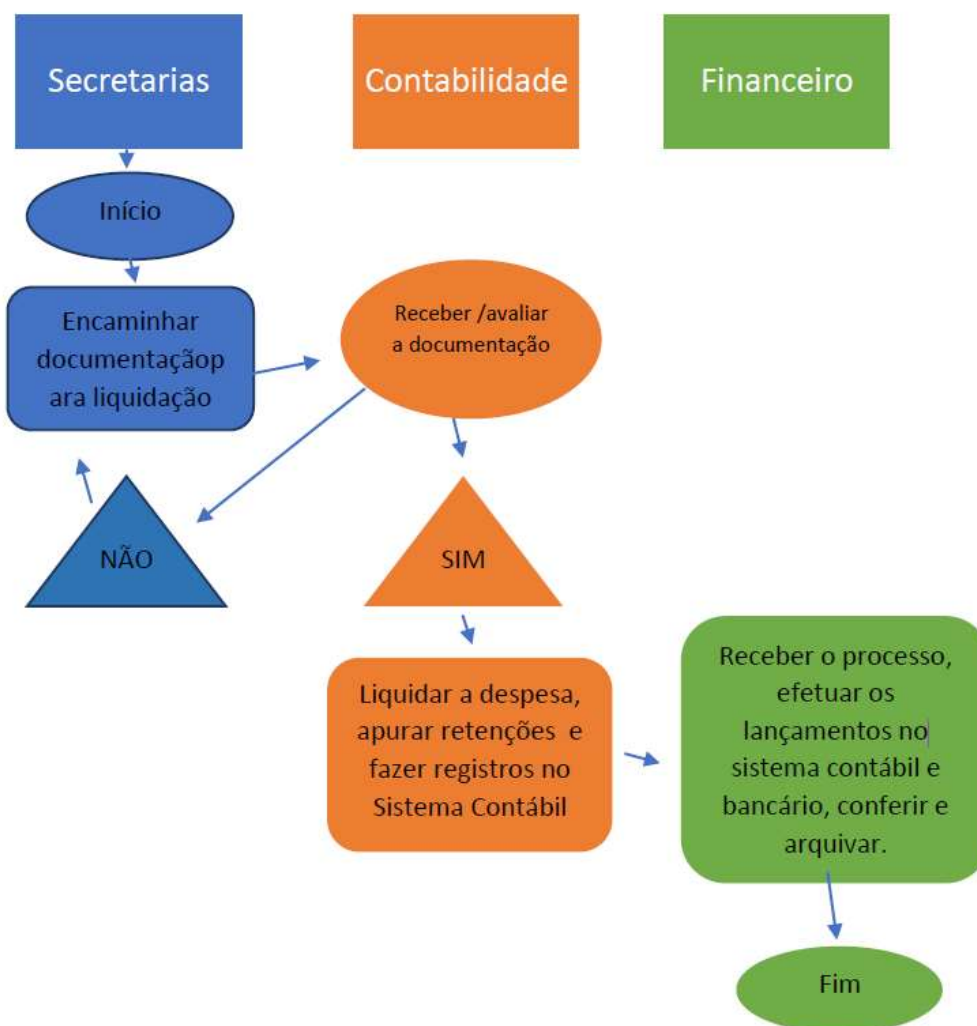 Secretarias
Contabilidade
Financeiro
Início
Encaminhar
documentaçãop
ara liquidação
Receber /avaliar
a documentação
NÃO
SIM
Liquidar a despesa,
apurar retenções  e
fazer registros no
Sistema Contábil
Receber o processo,
efetuar os
lançamentos no
sistema contábil e
bancário, conferir e
arquivar.
Fim